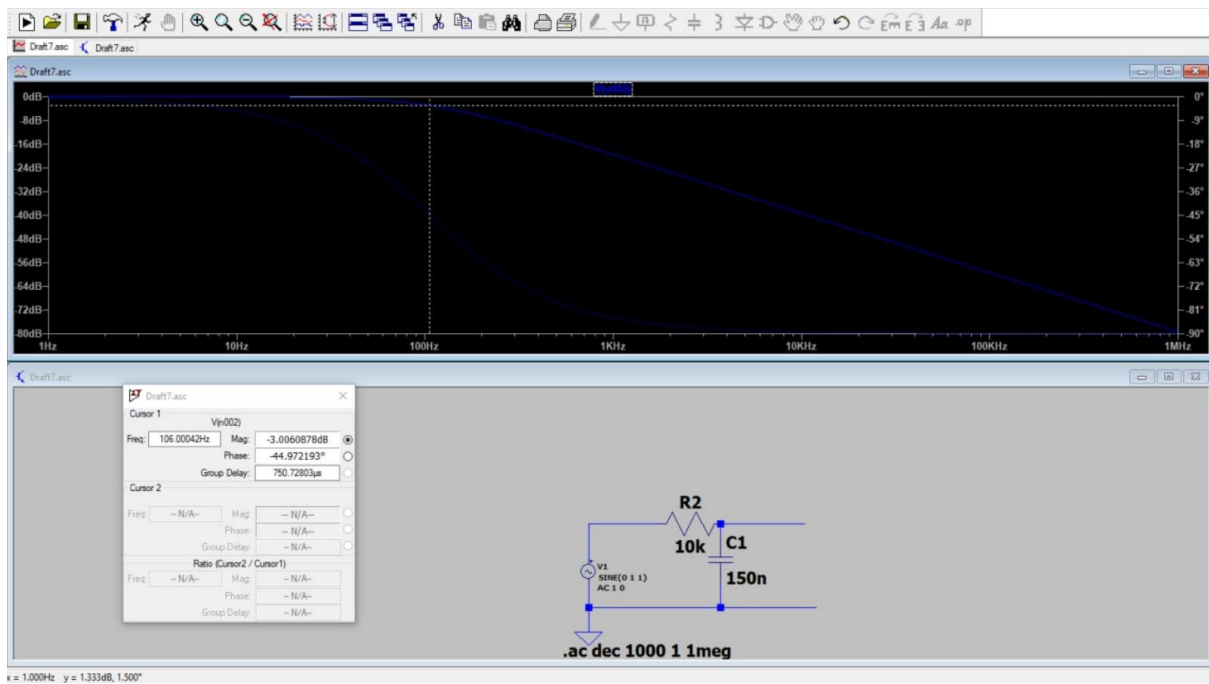 Draft7.asc
Draft7.asc
Draft7.asc
0dB
0°
-8dB
-9°
-16dB
-18°
-24dB
-27°
-32dB
-36°
-40dB
-45°
-48dB
-54°
-56dB
-63°
-64dB
-72°
-72dB
-81°
-80dB
-90°
1Hz 10Hz 100Hz 1KHz 10KHz 100KHz 1MHz
Draft7.asc
Draft7.asc
Cursor 1
V(n002)
Freq: 106.00042Hz Mag: -3.0060878dB
Phase: -44.972193°
Group Delay: 750.72803µs
Cursor 2
Freq: -- N/A-- Mag: -- N/A--
Phase: -- N/A--
Group Delay: -- N/A--
Ratio (Cursor2 / Cursor1)
Freq: -- N/A-- Mag: -- N/A--
Phase: -- N/A--
Group Delay: -- N/A--
R2
10k
C1
150n
V1
SINE(0 1 1)
AC 1 0
.ac dec 1000 1 1meg
x = 1.000Hz y = 1.333dB, 1.500°